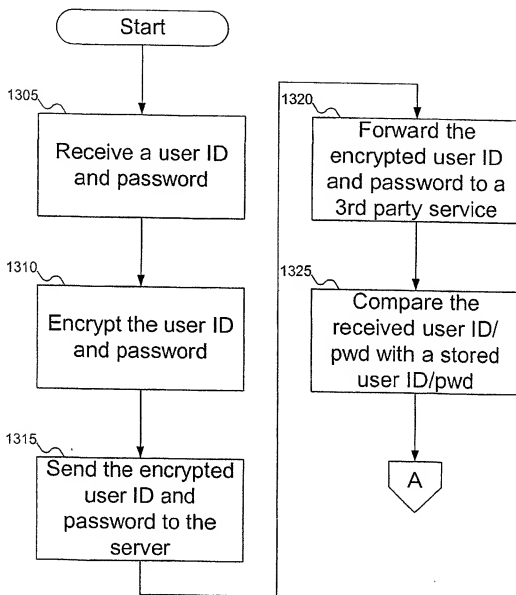 Start
1305
Receive a user ID
and password
1310
Encrypt the user ID
and password
1315
Send the encrypted
user ID and
password to the
server
1320
Forward the
encrypted user ID
and password to a
3rd party service
1325
Compare the
received user ID/
pwd with a stored
user ID/pwd
A